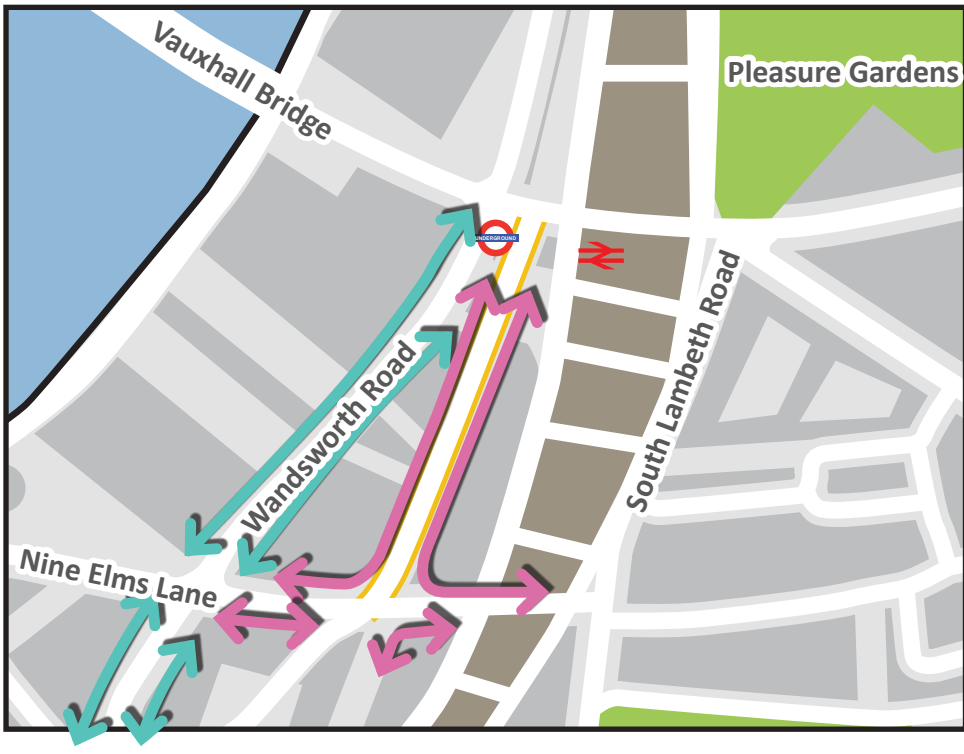 Vauxhall Bridge
Pleasure Gardens
UNDERGROUND
South Lambeth Road
Wandsworth Road
Nine Elms Lane